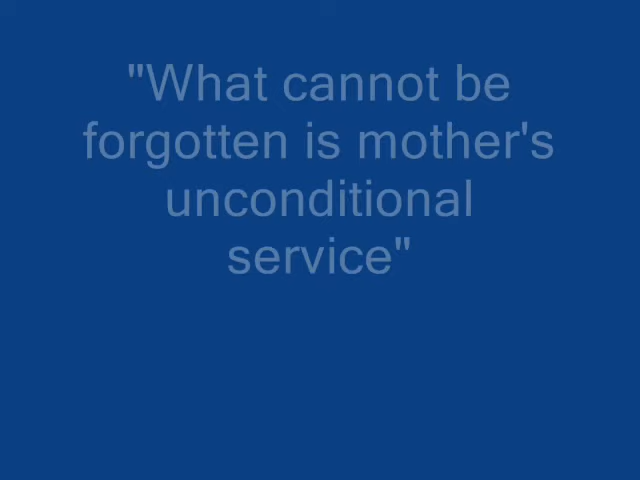 "What cannot be
forgotten is mother's
unconditional
service"